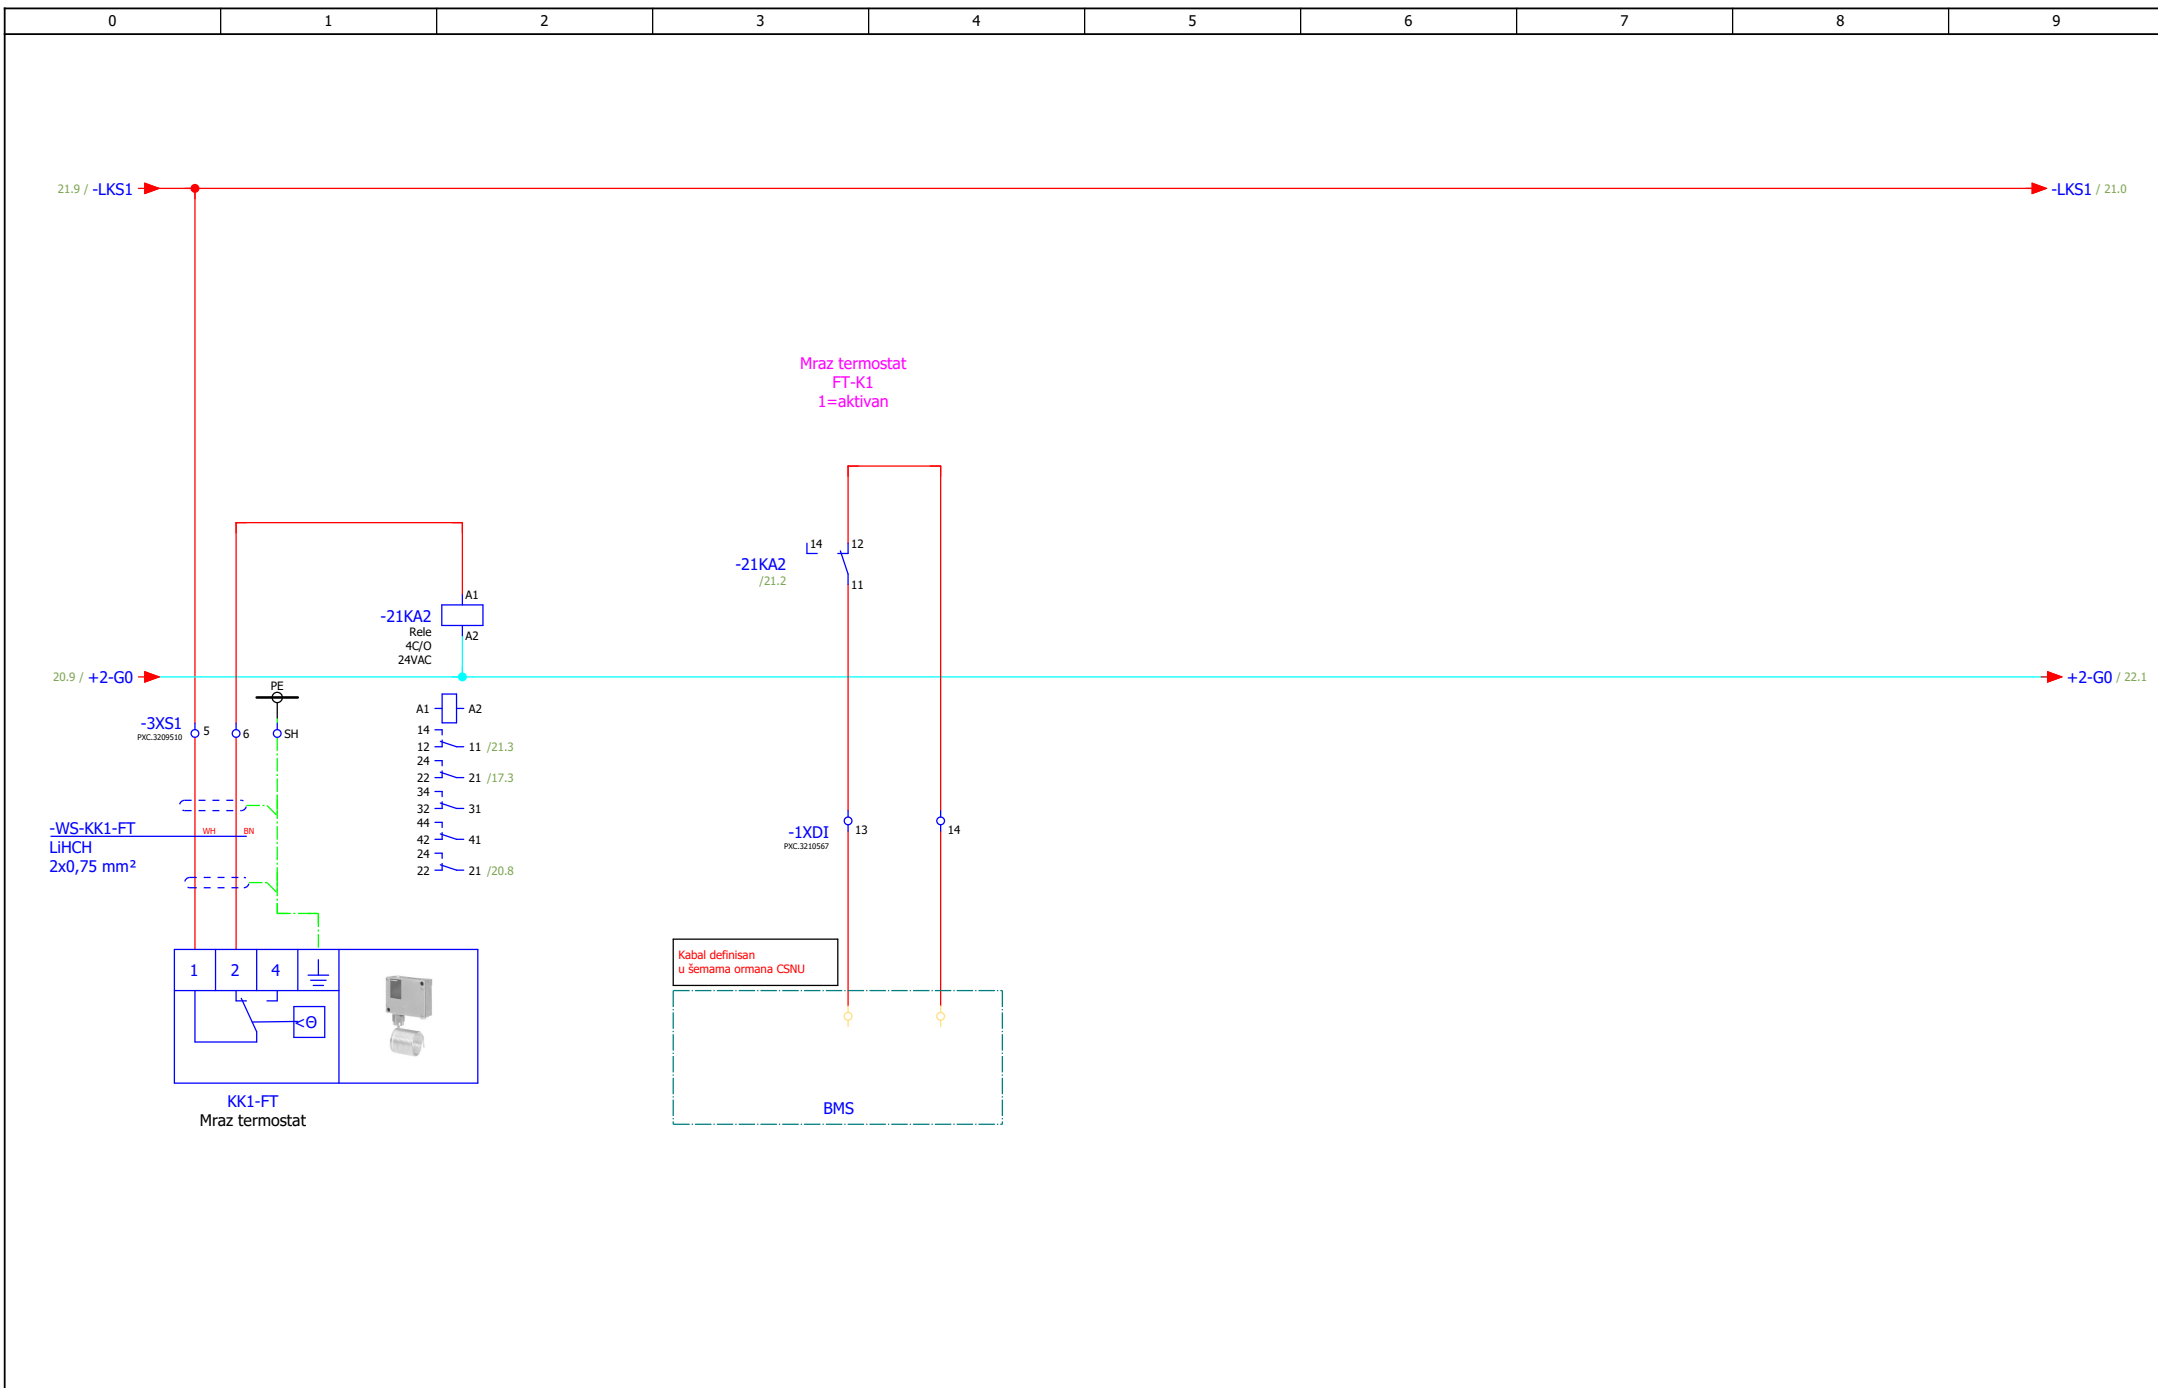 0 1 2 3 4 5 6 7 8 9
21.9 / -LKS1
-LKS1 / 21.0
Mraz termostat
FT-K1
1=aktivan
14 12
-21KA2
/21.2
11
A1
-21KA2
Rele
A2
4C/O
24VAC
20.9 / +2-G0
+2-G0 / 22.1
PE
-3XS1
PXC.3209510
5 6 SH
A1 A2
14
12 11 /21.3
24
22 21 /17.3
34
32 31
44
42 41
24
22 21 /20.8
-WS-KK1-FT
LiHCH
2x0,75 mm²
WH BN
-1XDI
PXC.3210567
13 14
Kabal definisan
u šemama ormana CSNU
1 2 4
<Θ
KK1-FT
Mraz termostat
BMS